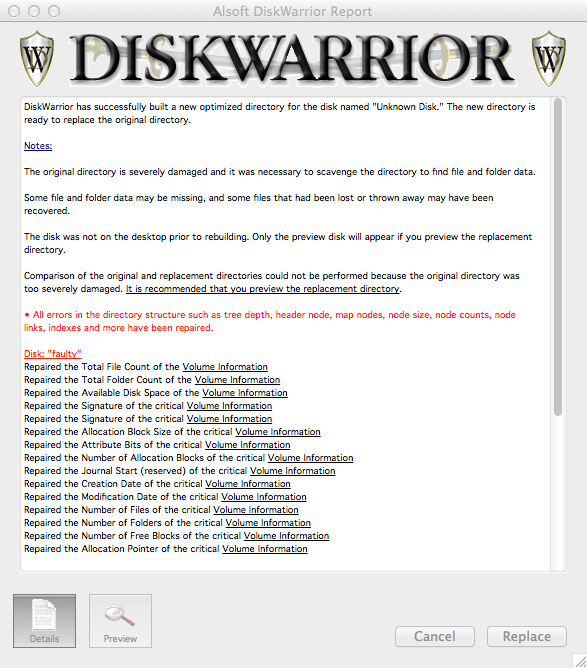 Alsoft DiskWarrior Report
W DISKWARRIOR W
DiskWarrior has successfully built a new optimized directory for the disk named "Unknown Disk." The new directory is
ready to replace the original directory.
Notes:
The original directory is severely damaged and it was necessary to scavenge the directory to find file and folder data.
Some file and folder data may be missing, and some files that had been lost or thrown away may have been
recovered.
The disk was not on the desktop prior to rebuilding. Only the preview disk will appear if you preview the replacement
directory.
Comparison of the original and replacement directories could not be performed because the original directory was
too severely damaged. It is recommended that you preview the replacement directory.
• All errors in the directory structure such as tree depth, header node, map nodes, node size, node counts, node
links, indexes and more have been repaired.
Disk: "faulty"
Repaired the Total File Count of the Volume Information
Repaired the Total Folder Count of the Volume Information
Repaired the Available Disk Space of the Volume Information
Repaired the Signature of the critical Volume Information
Repaired the Signature of the critical Volume Information
Repaired the Allocation Block Size of the critical Volume Information
Repaired the Attribute Bits of the critical Volume Information
Repaired the Number of Allocation Blocks of the critical Volume Information
Repaired the Journal Start (reserved) of the critical Volume Information
Repaired the Creation Date of the critical Volume Information
Repaired the Modification Date of the critical Volume Information
Repaired the Number of Files of the critical Volume Information
Repaired the Number of Folders of the critical Volume Information
Repaired the Number of Free Blocks of the critical Volume Information
Repaired the Allocation Pointer of the critical Volume Information
Details
Preview
Cancel
Replace